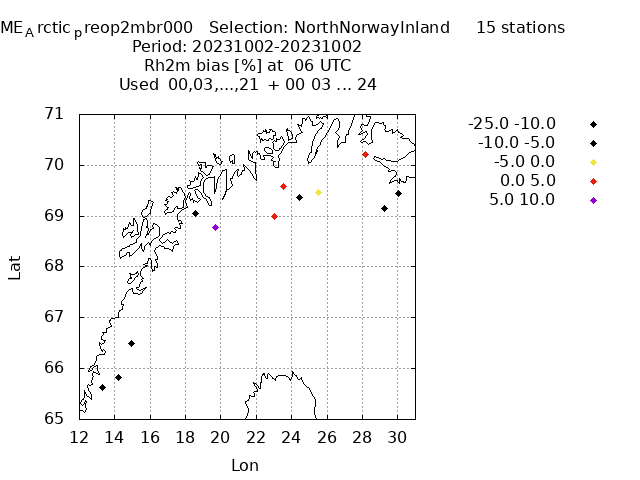 ME A rctic p reop2mbr000 Selection: NorthNorwayInland 15 stations
Period: 20231002-20231002
Rh2m bias [%] at 06 UTC
Used 00,03,...,21 + 00 03 ... 24
-25.0 -10.0
-10.0 -5.0
-5.0 0.0
0.0 5.0
5.0 10.0
71
70
69
68
67
66
65
Lat
12 14 16 18 20 22 24 26 28 30
Lon